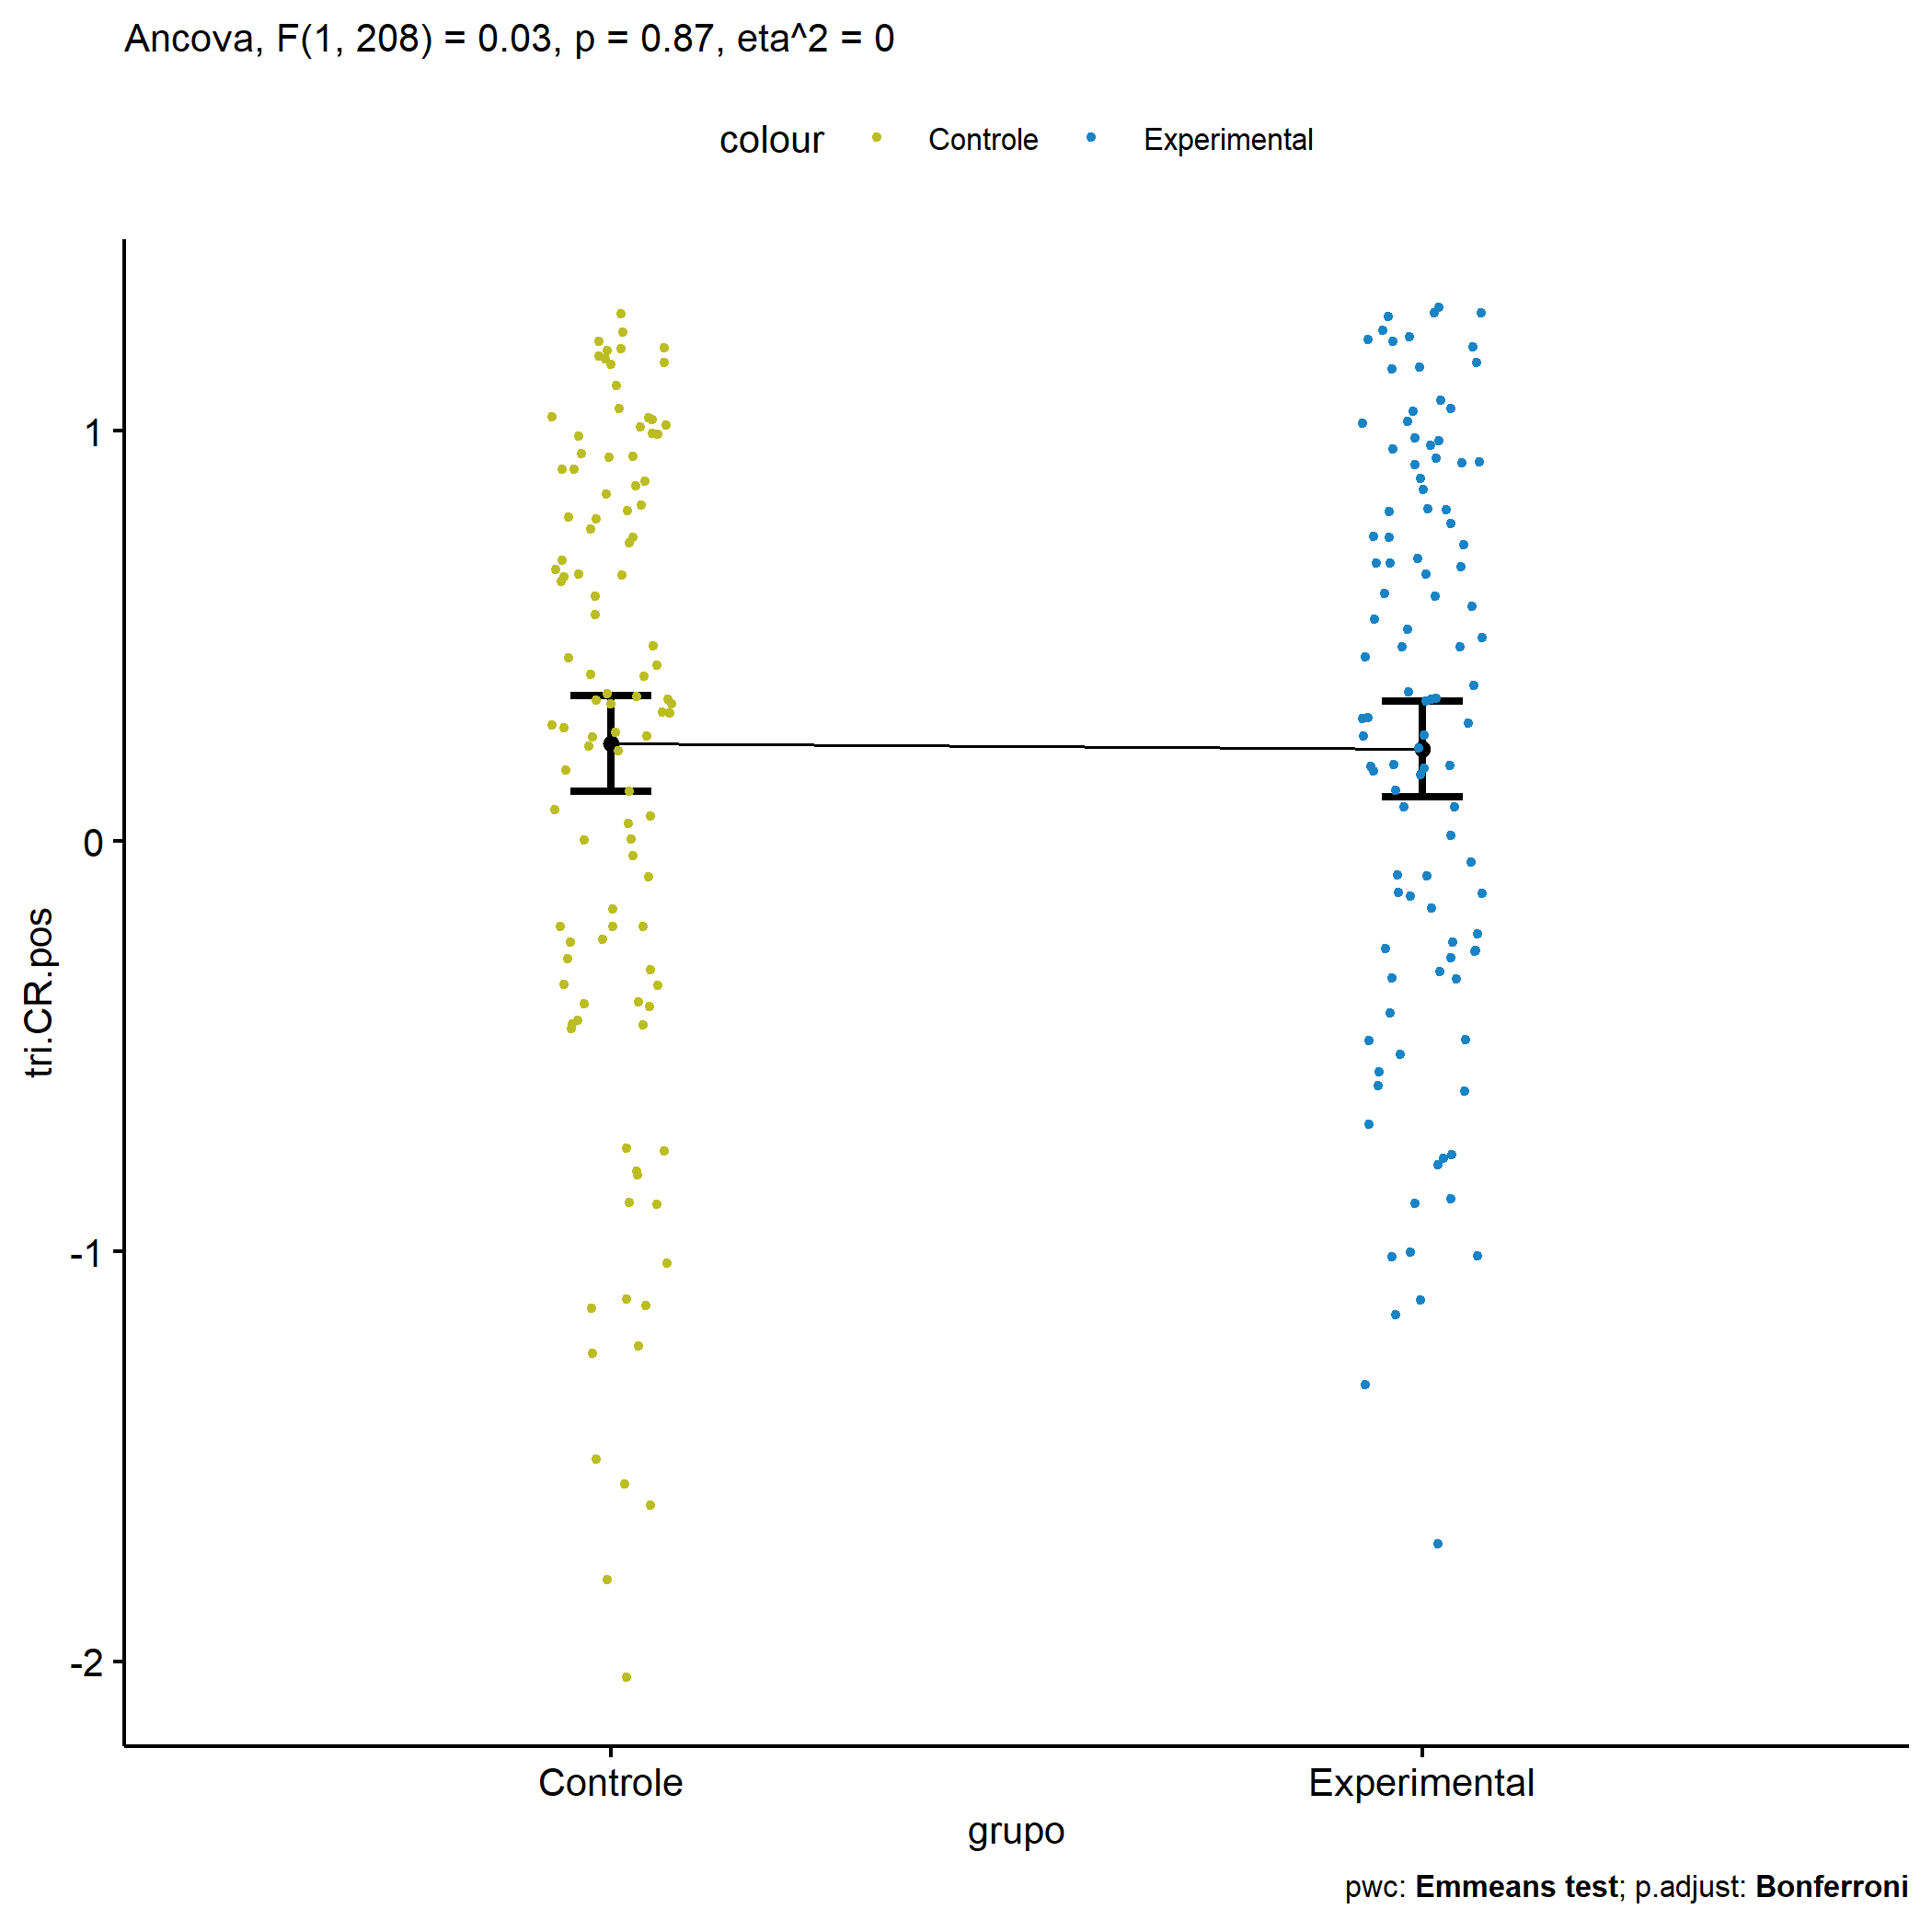 Ancova, F(1, 208) = 0.03, p = 0.87, eta^2 = 0
colour Controle Experimental
1
0
-1
-2
tri.CR.pos
Controle Experimental
grupo
pwc: Emmeans test; p.adjust: Bonferroni